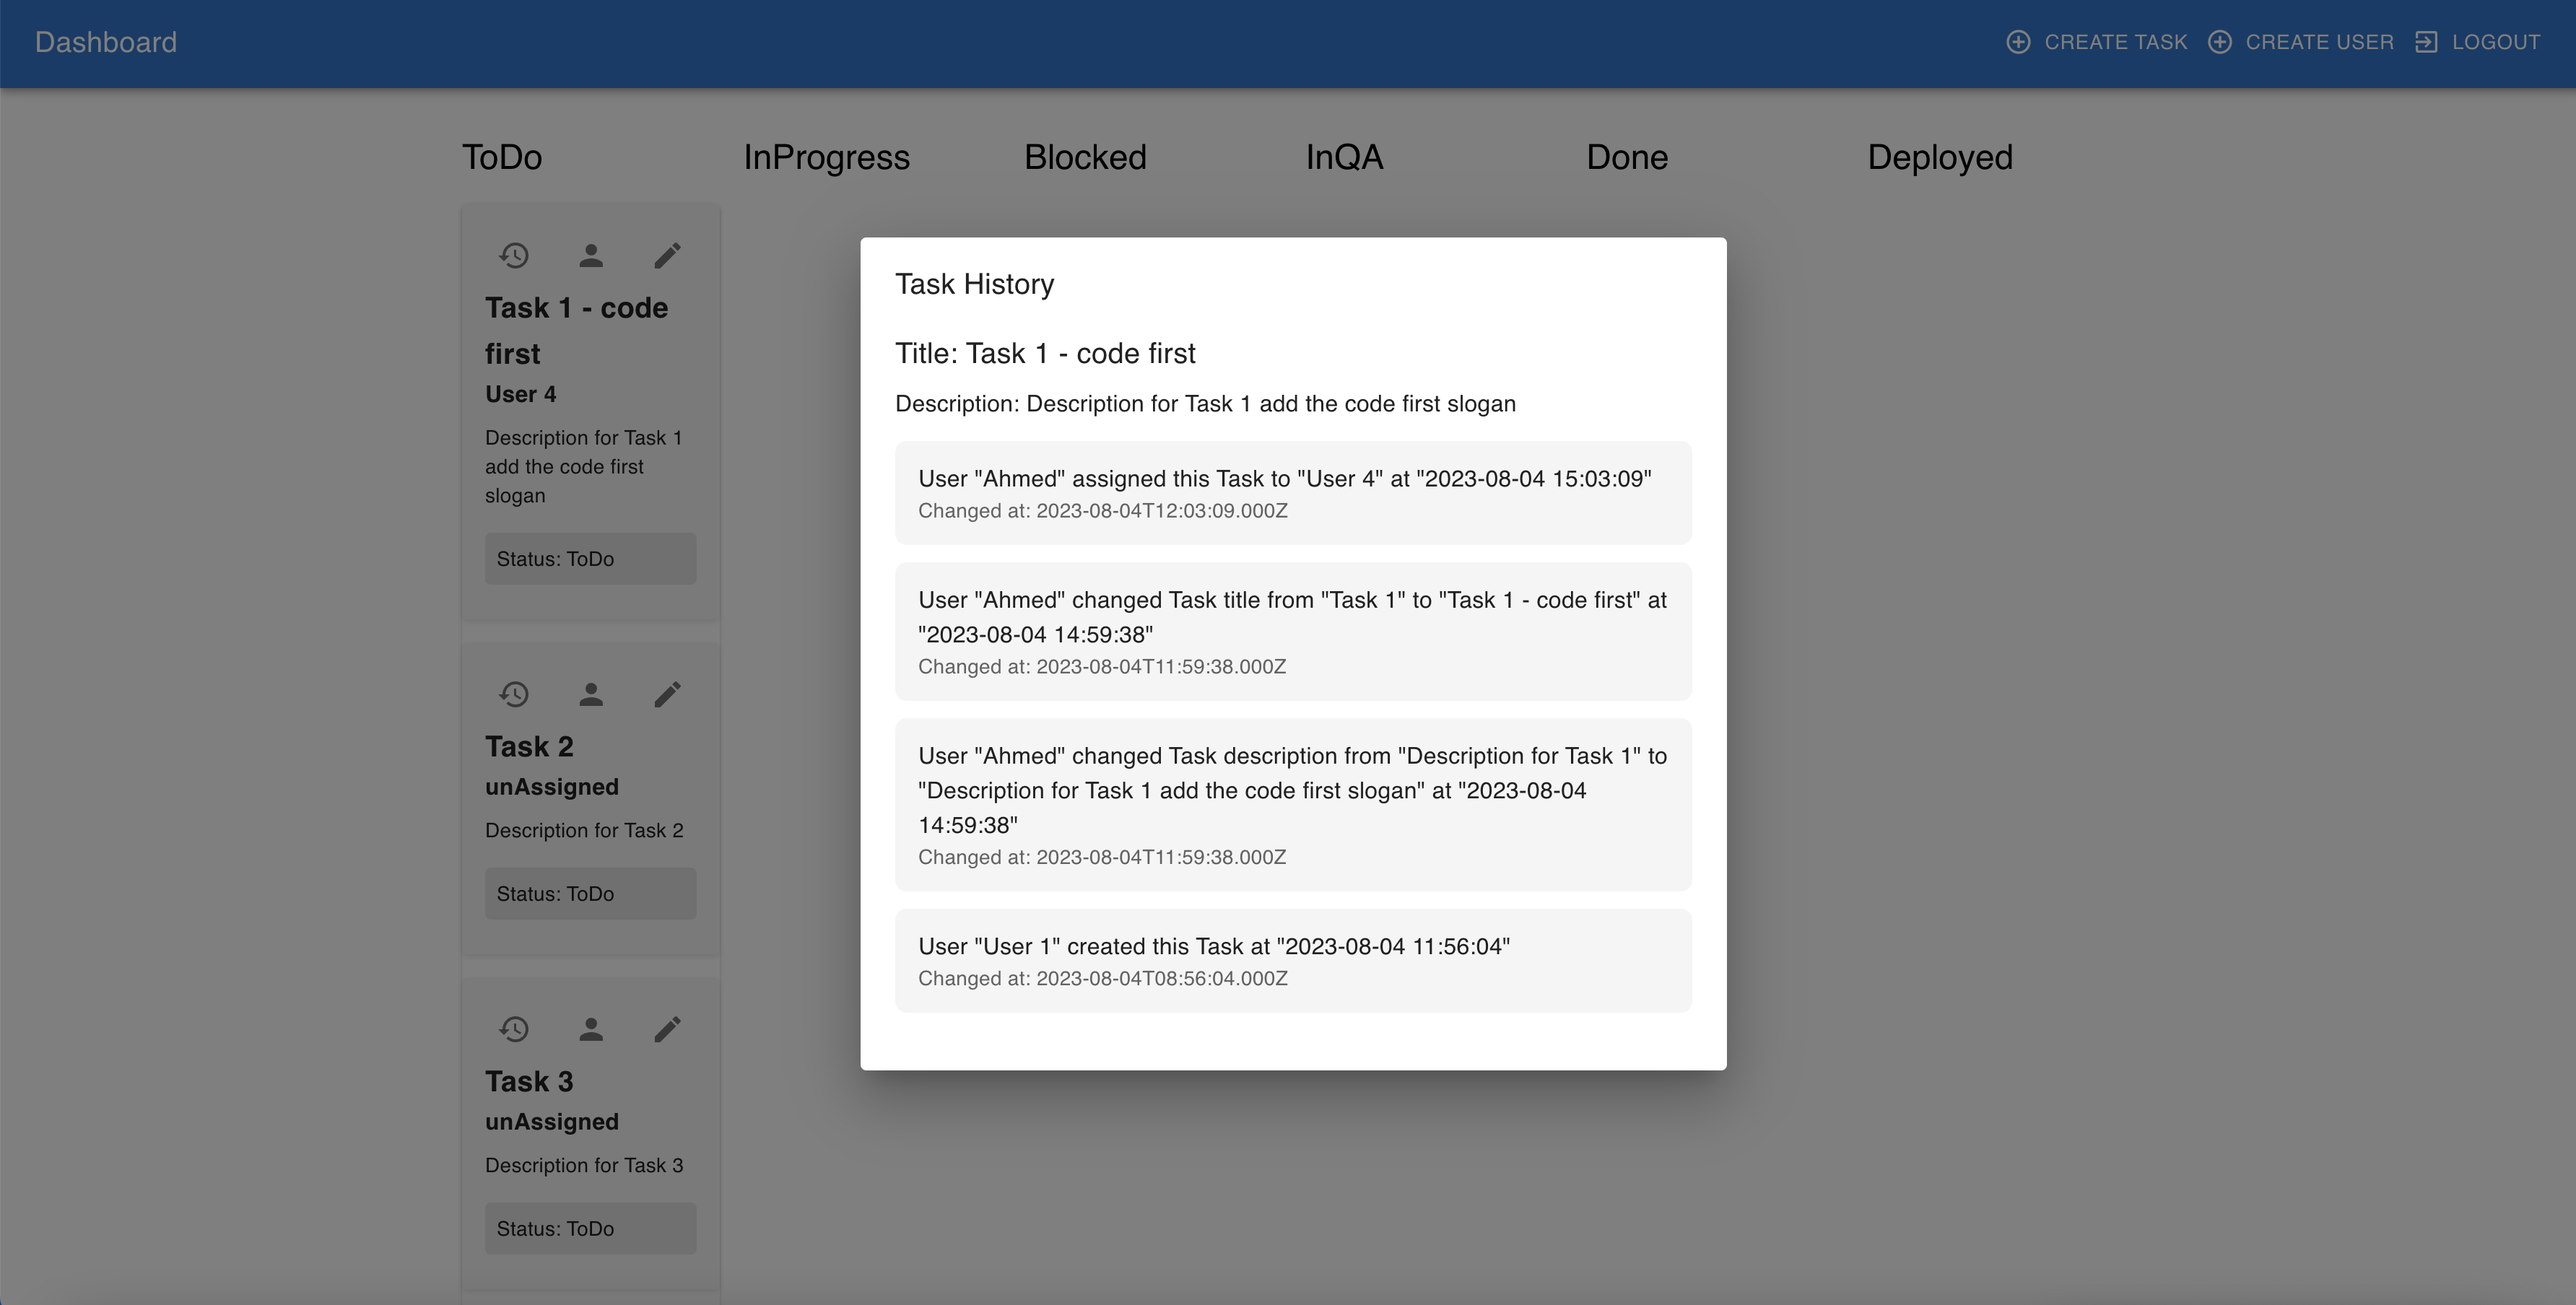 Dashboard
CREATE TASK
CREATE USER
LOGOUT
ToDo
InProgress
Blocked
InQA
Done
Deployed
Task 1 - code
first
User 4
Description for Task 1
add the code first
slogan
Status: ToDo
Task 2
unAssigned
Description for Task 2
Status: ToDo
Task 3
unAssigned
Description for Task 3
Status: ToDo
Task History
Title: Task 1 - code first
Description: Description for Task 1 add the code first slogan
User "Ahmed" assigned this Task to "User 4" at "2023-08-04 15:03:09"
Changed at: 2023-08-04T12:03:09.000Z
User "Ahmed" changed Task title from "Task 1" to "Task 1 - code first" at
"2023-08-04 14:59:38"
Changed at: 2023-08-04T11:59:38.000Z
User "Ahmed" changed Task description from "Description for Task 1" to
"Description for Task 1 add the code first slogan" at "2023-08-04
14:59:38"
Changed at: 2023-08-04T11:59:38.000Z
User "User 1" created this Task at "2023-08-04 11:56:04"
Changed at: 2023-08-04T08:56:04.000Z